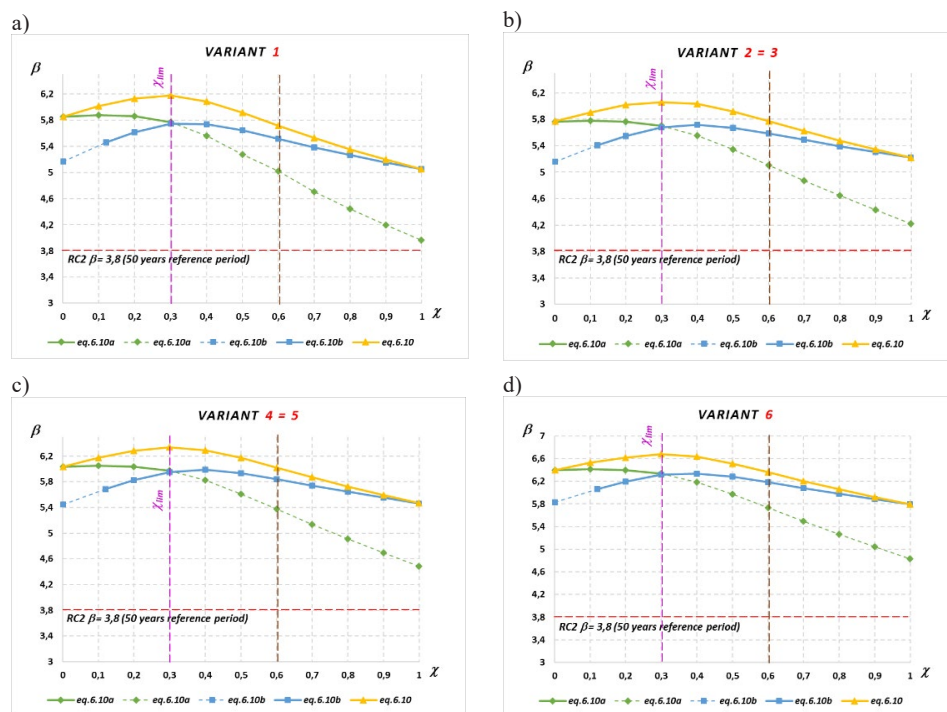 a)
VARIANT 1
β
χlim
6,2
5,8
5,4
5
4,6
4,2
3,8
RC2 β= 3,8 (50 years reference period)
3,4
3
0 0,1 0,2 0,3 0,4 0,5 0,6 0,7 0,8 0,9 1
χ
eq.6.10a eq.6.10a eq.6.10b eq.6.10b eq.6.10
b)
VARIANT 2 = 3
β
χlim
6,2
5,8
5,4
5
4,6
4,2
3,8
RC2 β= 3,8 (50 years reference period)
3,4
3
0 0,1 0,2 0,3 0,4 0,5 0,6 0,7 0,8 0,9 1
χ
eq.6.10a eq.6.10a eq.6.10b eq.6.10b eq.6.10
c)
VARIANT 4 = 5
β
6,2
5,8
χlim
5,4
5
4,6
4,2
3,8
RC2 β= 3,8 (50 years reference period)
3,4
3
0 0,1 0,2 0,3 0,4 0,5 0,6 0,7 0,8 0,9 1
χ
eq.6.10a eq.6.10a eq.6.10b eq.6.10b eq.6.10
d)
VARIANT 6
β
χlim
7
6,6
6,2
5,8
5,4
5
4,6
4,2
3,8
RC2 β= 3,8 (50 years reference period)
3,4
3
0 0,1 0,2 0,3 0,4 0,5 0,6 0,7 0,8 0,9 1
χ
eq.6.10a eq.6.10a eq.6.10b eq.6.10b eq.6.10